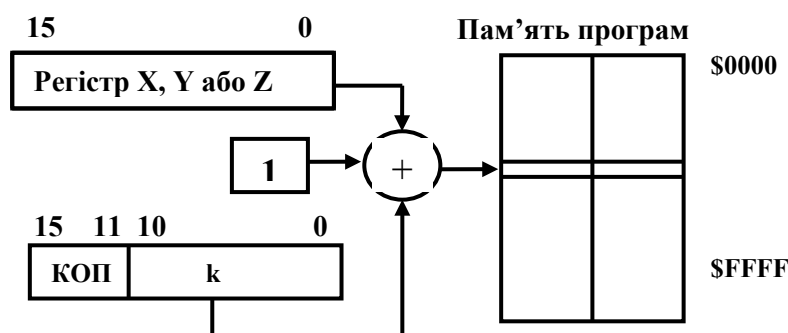 15 0
Пам’ять програм
Регістр X, Y або Z
$0000
1
+
15 11 10 0
КОП k
$FFFF